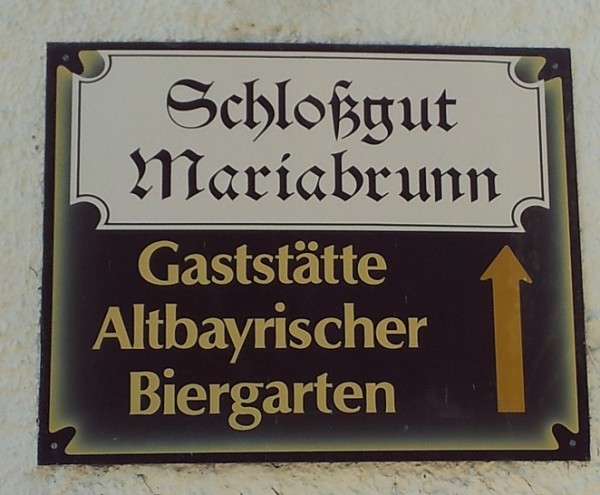 Schloßgut
Mariabrunn
Gaststätte
Altbayrischer
Biergarten